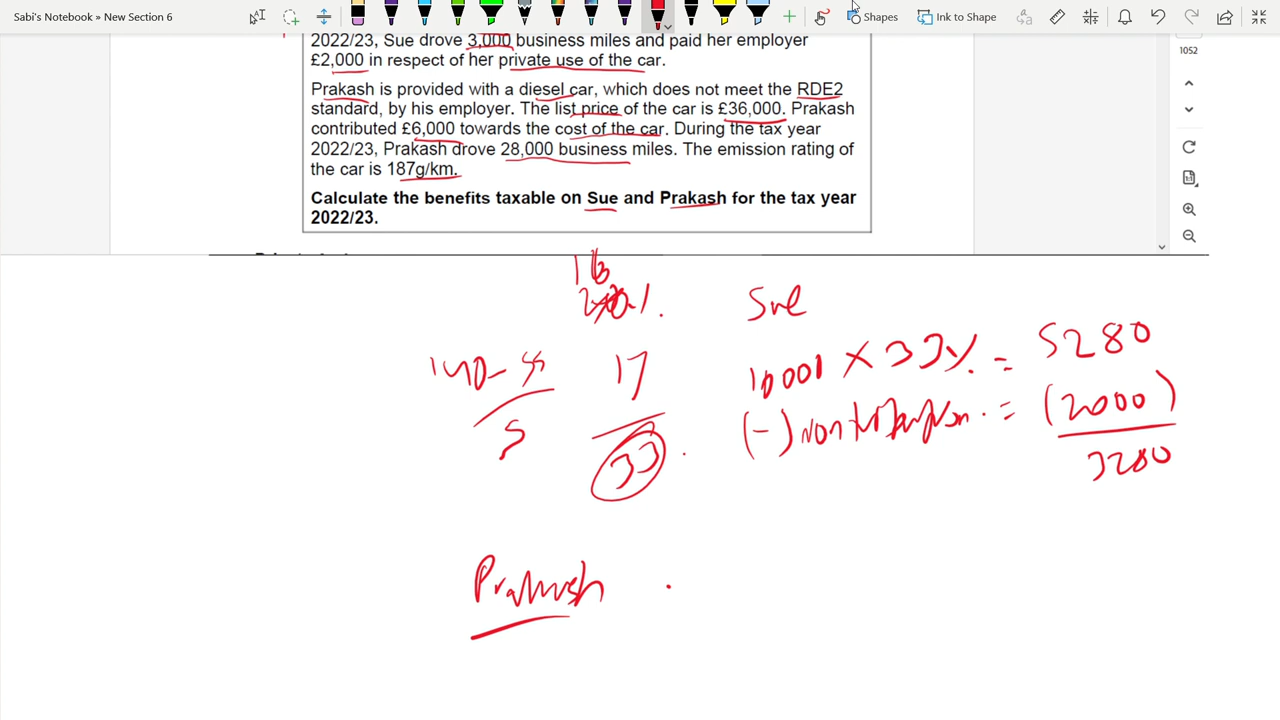 Sabi's Notebook » New Section 6
Shapes
Ink to Shape
1052
2022/23, Sue drove 3,000 business miles and paid her employer
£2,000 in respect of her private use of the car.
Prakash is provided with a diesel car, which does not meet the RDE2
standard, by his employer. The list price of the car is £36,000. Prakash
contributed £6,000 towards the cost of the car. During the tax year
2022/23, Prakash drove 28,000 business miles. The emission rating of
the car is 187g/km.
Calculate the benefits taxable on Sue and Prakash for the tax year
2022/23.
16
Sue
140-55
5
17
33
X 33% = 5280
(-) = (2000)
3280
Prakash